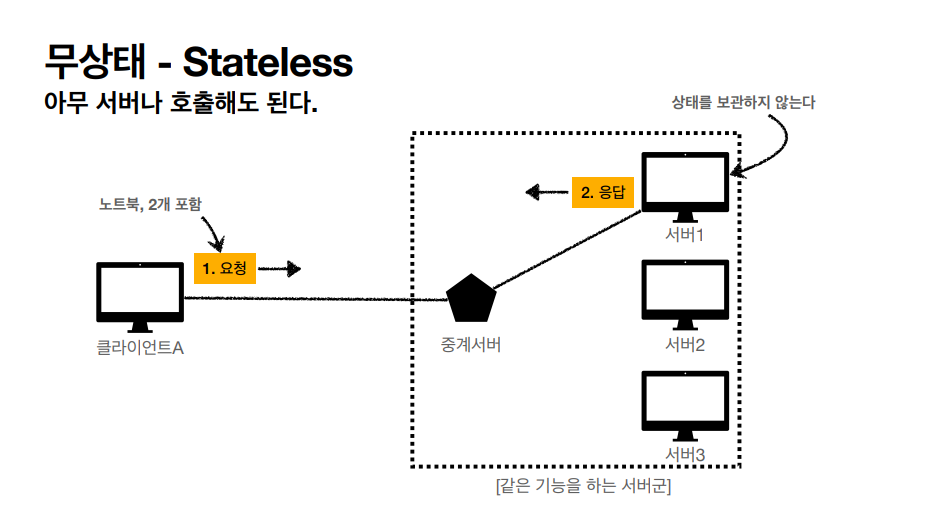 무상태 - Stateless
아무 서버나 호출해도 된다.
상태를 보관하지 않는다
노트북, 2개 포함
1. 요청
2. 응답
서버1
클라이언트A
중계서버
서버2
서버3
[같은 기능을 하는 서버군]